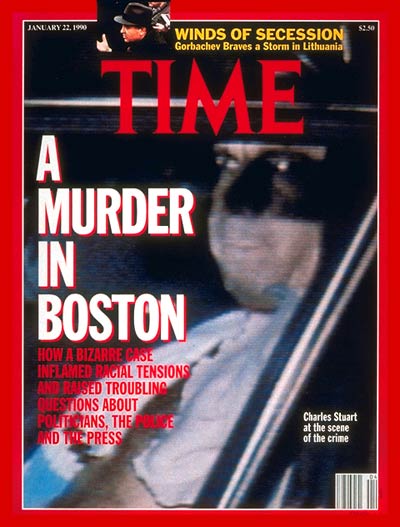 JANUARY 22, 1990
WINDS OF SECESSION
$2.50
Gorbachev Braves a Storm in Lithuania
TIME
A
MURDER
IN
BOSTON
HOW A BIZARRE CASE
INFLAMED RACIAL TENSIONS
AND RAISED TROUBLING
QUESTIONS ABOUT
POLITICIANS, THE POLICE
AND THE PRESS
Charles Stuart
at the scene
of the crime
04